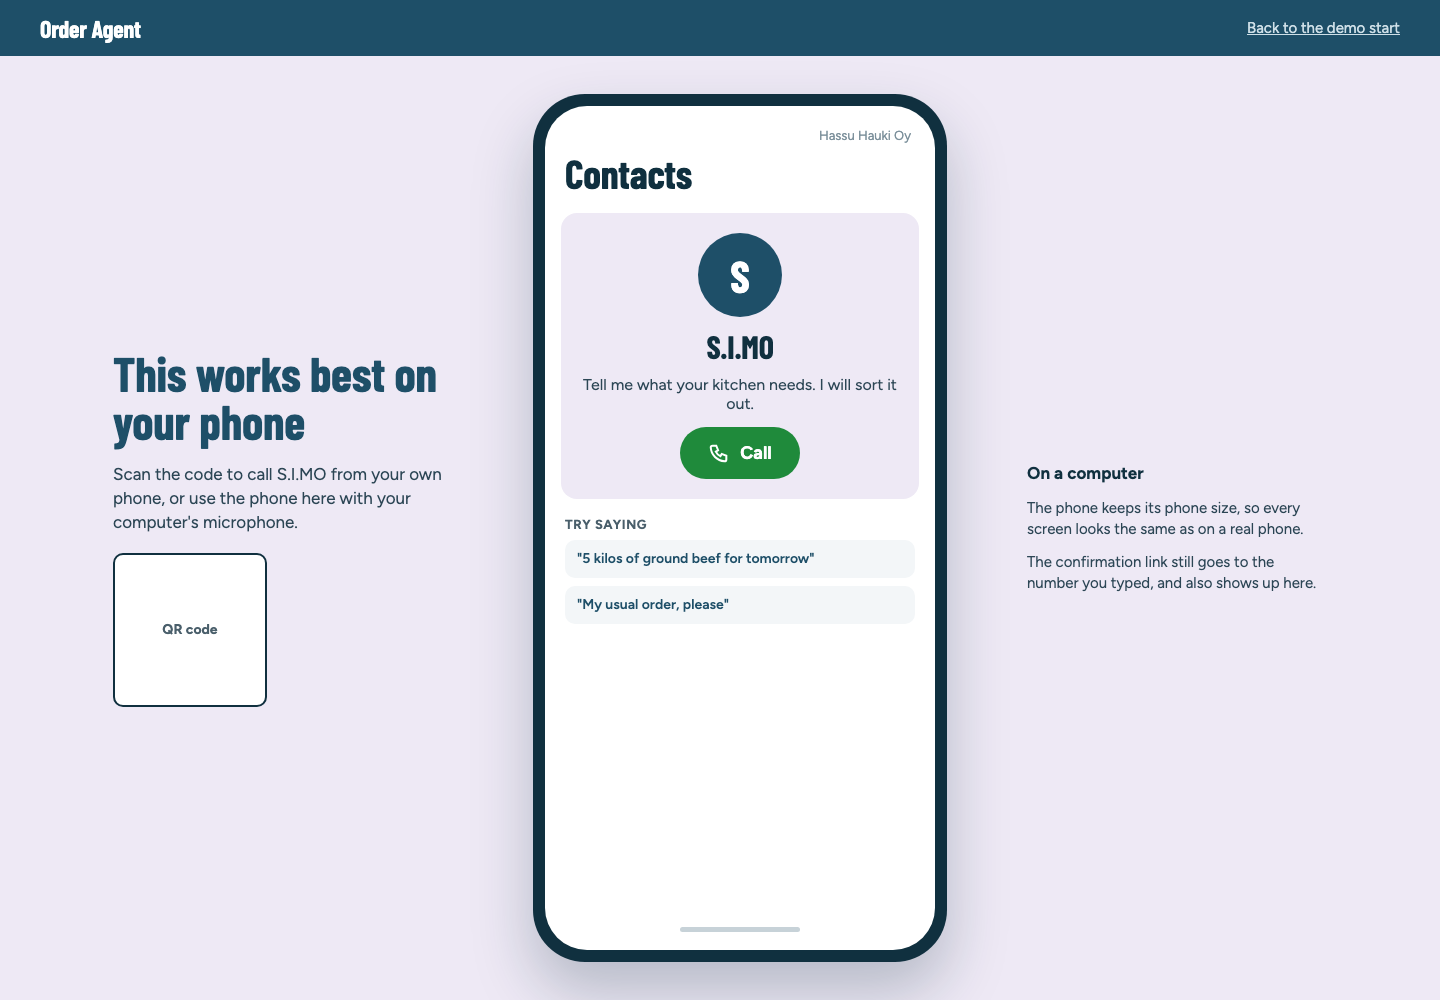 Order Agent
Back to the demo start
Hassu Hauki Oy
Contacts
S
S.I.MO
Tell me what your kitchen needs. I will sort it
out.
Call
TRY SAYING
"5 kilos of ground beef for tomorrow"
"My usual order, please"
This works best on
your phone
Scan the code to call S.I.MO from your own
phone, or use the phone here with your
computer's microphone.
QR code
On a computer
The phone keeps its phone size, so every
screen looks the same as on a real phone.
The confirmation link still goes to the
number you typed, and also shows up here.